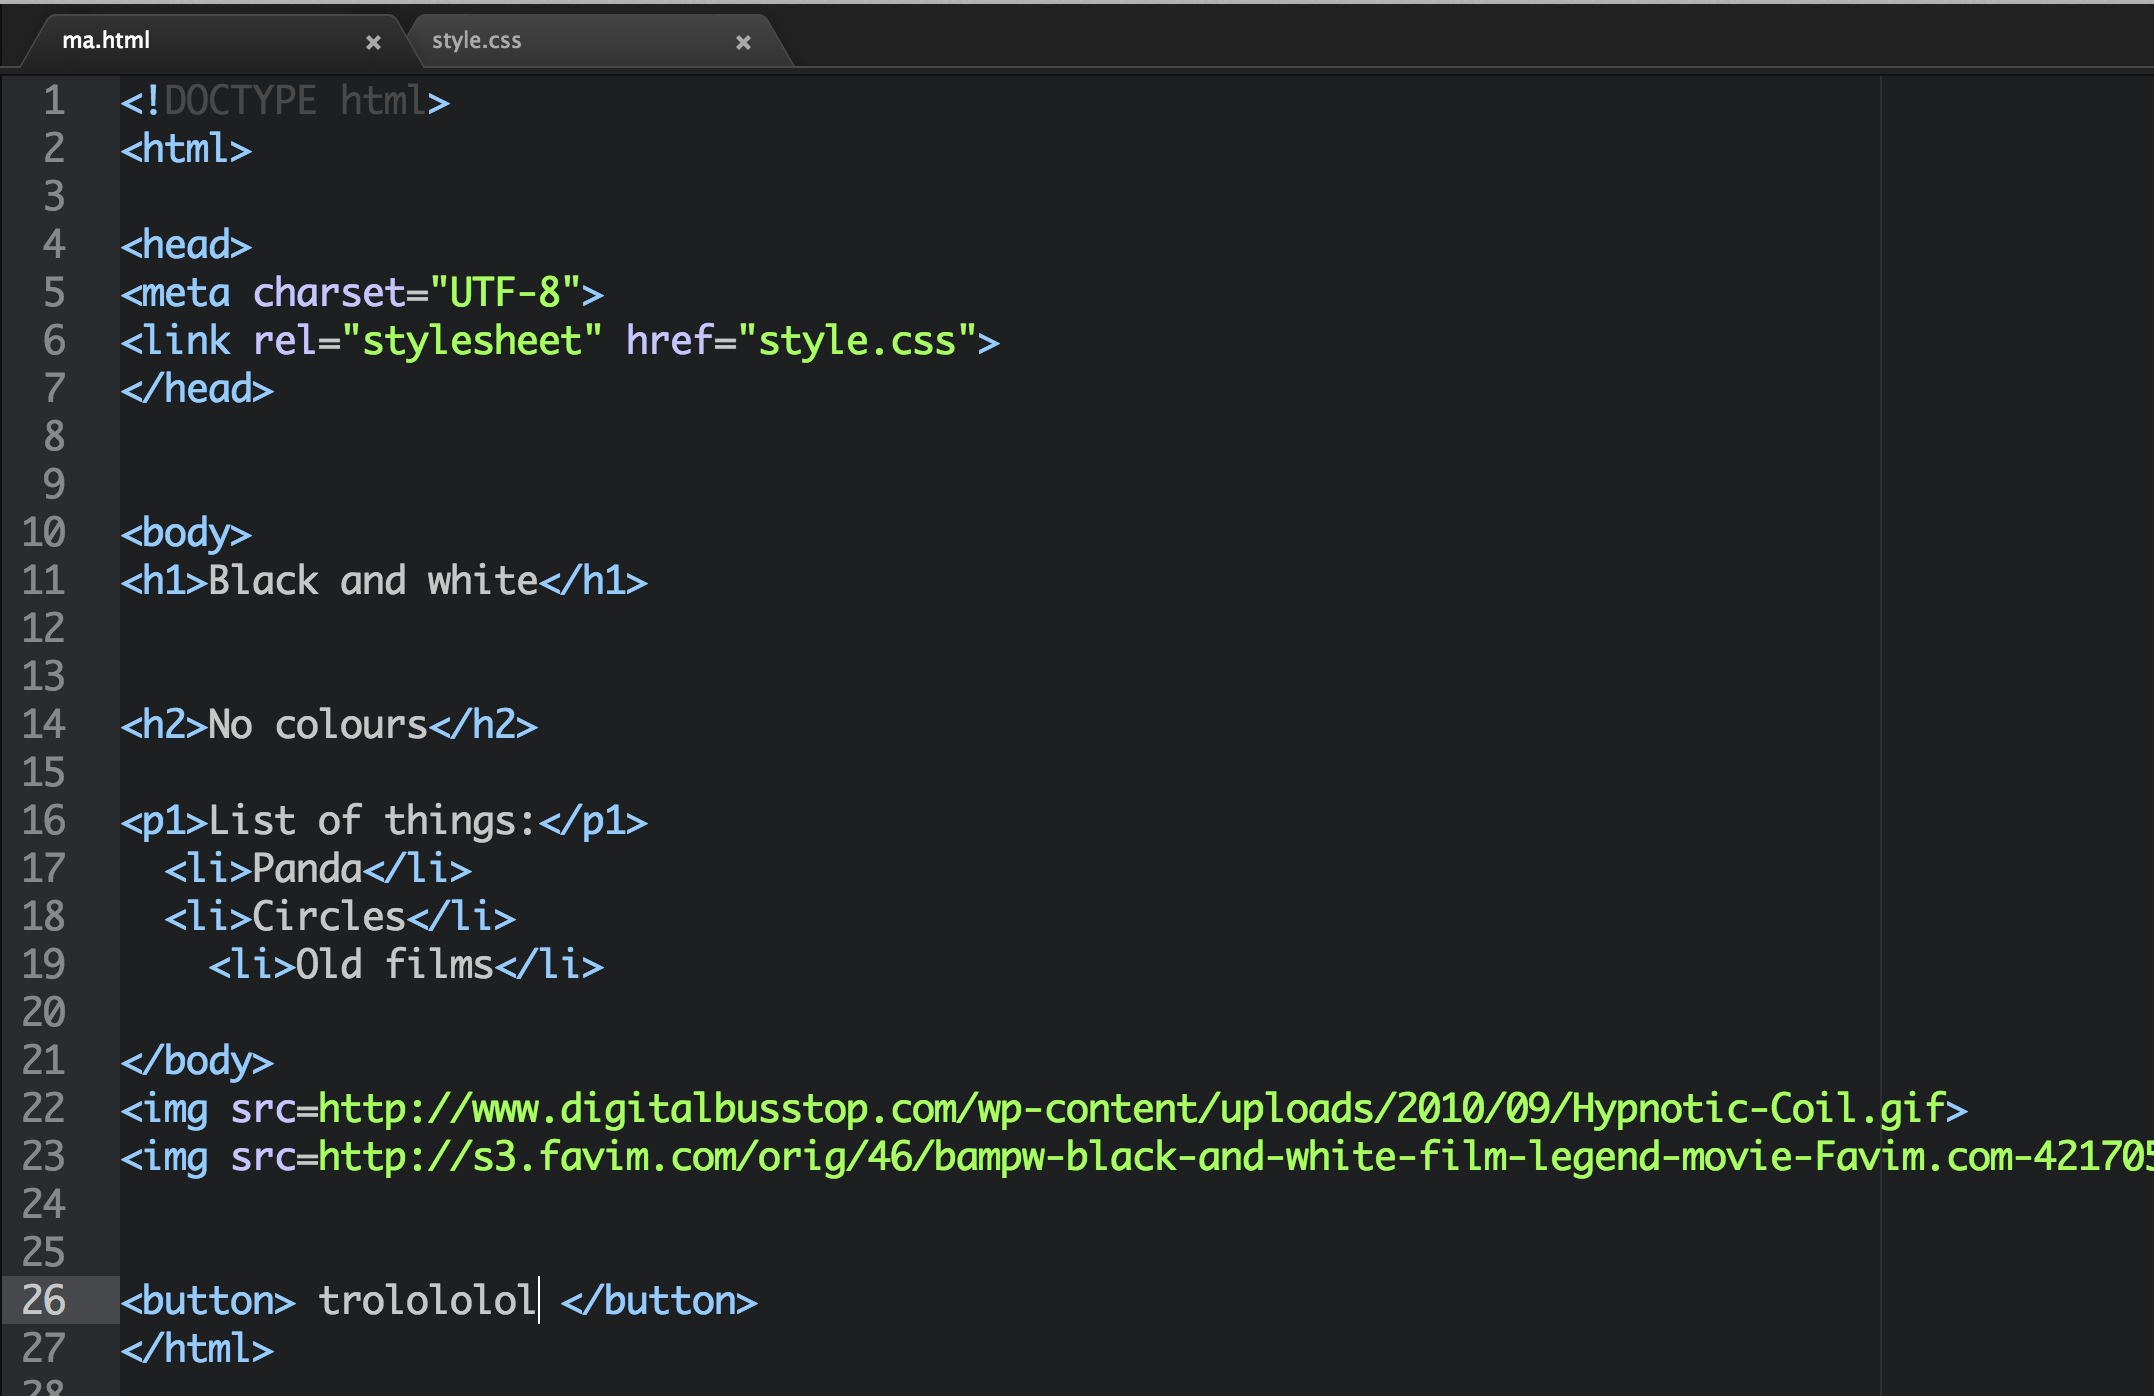 ma.html × style.css ×
1 <!DOCTYPE html>
2 <html>
3
4 <head>
5 <meta charset="UTF-8">
6 <link rel="stylesheet" href="style.css">
7 </head>
8
9
10 <body>
11 <h1>Black and white</h1>
12
13
14 <h2>No colours</h2>
15
16 <p1>List of things:</p1>
17 <li>Panda</li>
18 <li>Circles</li>
19 <li>Old films</li>
20
21 </body>
22 <img src=http://www.digitalbusstop.com/wp-content/uploads/2010/09/Hypnotic-Coil.gif>
23 <img src=http://s3.favim.com/orig/46/bampw-black-and-white-film-legend-movie-Favim.com-421705
24
25
26 <button> trolololol </button>
27 </html>
28